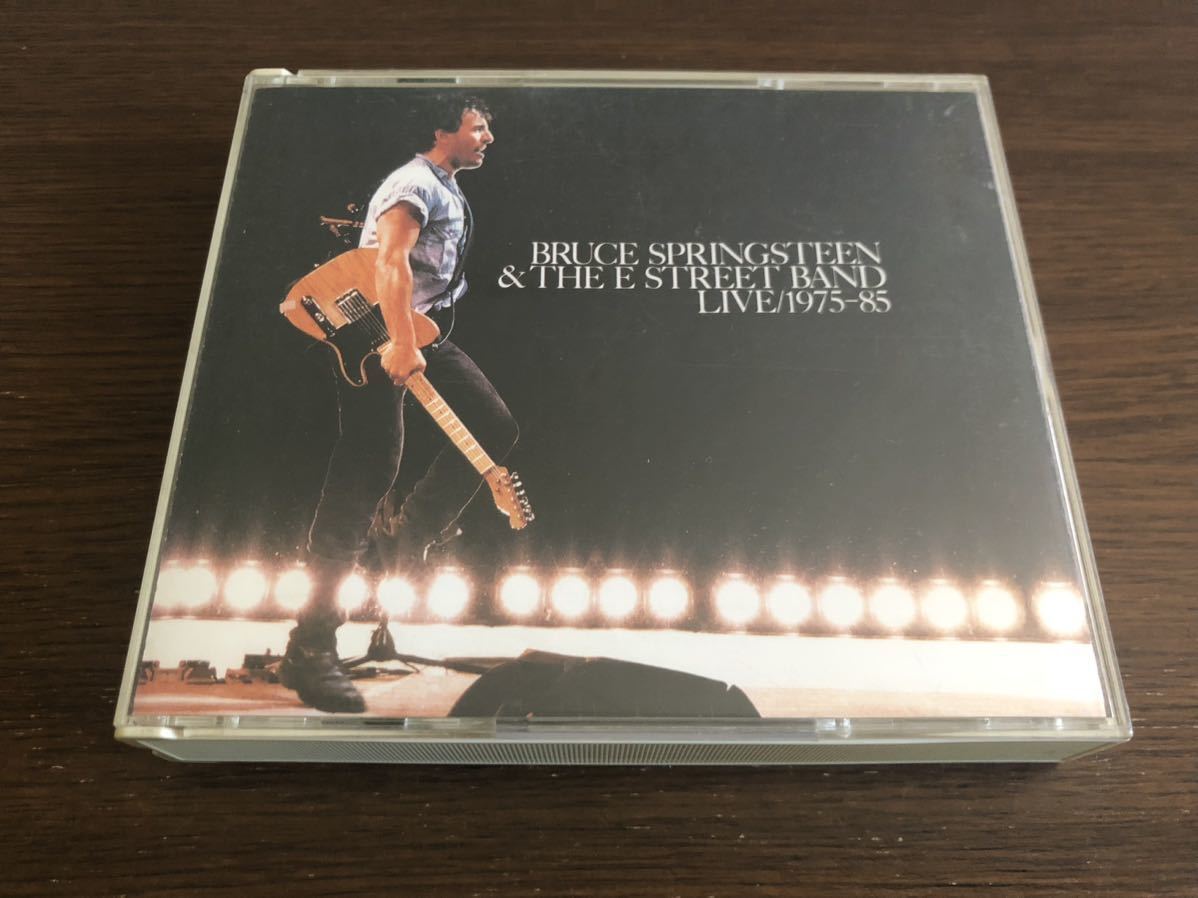 BRUCE SPRINGSTEEN
& THE E STREET BAND
LIVE/1975-85